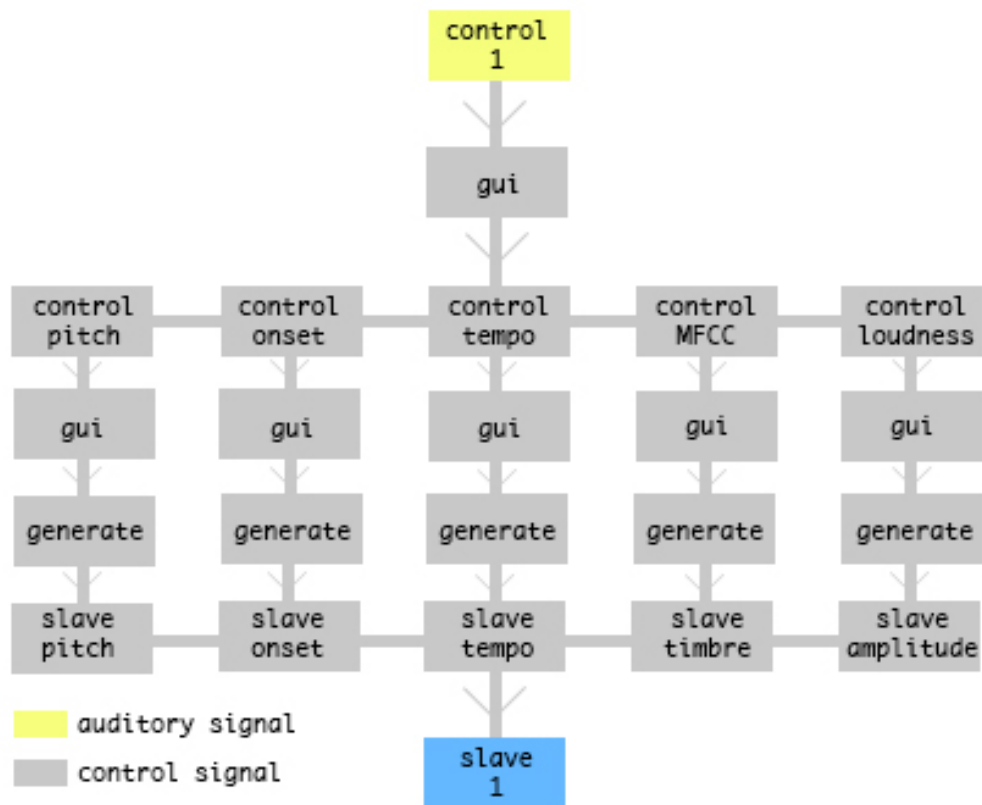 control
1
gui
control control control control control
pitch onset tempo MFCC loudness
gui gui gui gui gui
generate generate generate generate generate
slave slave slave slave slave
pitch onset tempo timbre amplitude
auditory signal
control signal
slave
1